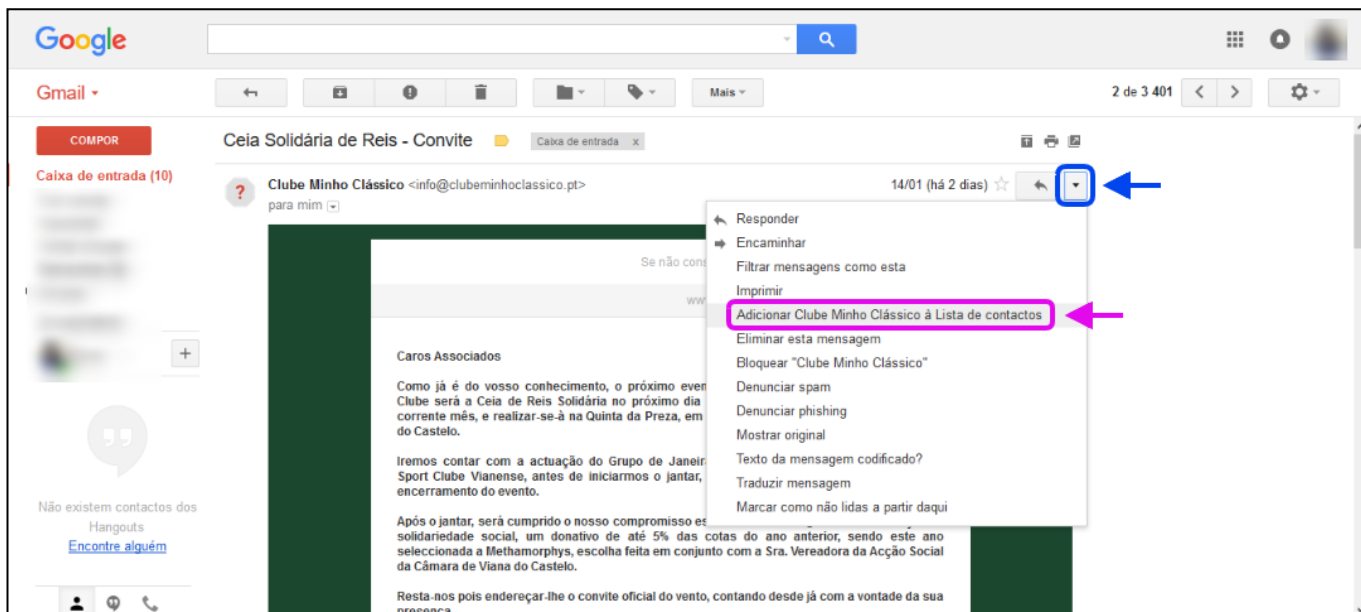 Google
Gmail
Mais
2 de 3 401
COMPOR
Ceia Solidária de Reis - Convite
Caixa de entrada x
Caixa de entrada (10)
?
Clube Minho Clássico <info@clubeminhoclassico.pt>
14/01 (há 2 dias)
para mim
Responder
Encaminhar
Filtrar mensagens como esta
Imprimir
Adicionar Clube Minho Clássico à Lista de contactos
Eliminar esta mensagem
Bloquear "Clube Minho Clássico"
Denunciar spam
Denunciar phishing
Mostrar original
Texto da mensagem codificado?
Traduzir mensagem
Marcar como não lidas a partir daqui
Se não
www
Caros Associados
Como já é do vosso conhecimento, o próximo
Clube será a Ceia de Reis Solidária no próximo dia
corrente mês, e realizar-se-à na Quinta da Preza, em
do Castelo.
Iremos contar com a actuação do Grupo de
Sport Clube Vianense, antes de iniciarmos o jantar,
encerramento do evento.
Após o jantar, será cumprido o nosso compromisso
solidariedade social, um donativo de até 5% das cotas do ano anterior, sendo este ano
seleccionada a Methamorphys, escolha feita em conjunto com a Sra. Vereadora da Acção Social
da Câmara de Viana do Castelo.
Resta-nos pois endereçar-lhe o convite oficial do vento, contando desde já com a vontade da sua
presença
+
Não existem contactos dos
Hangouts
Encontre alguém